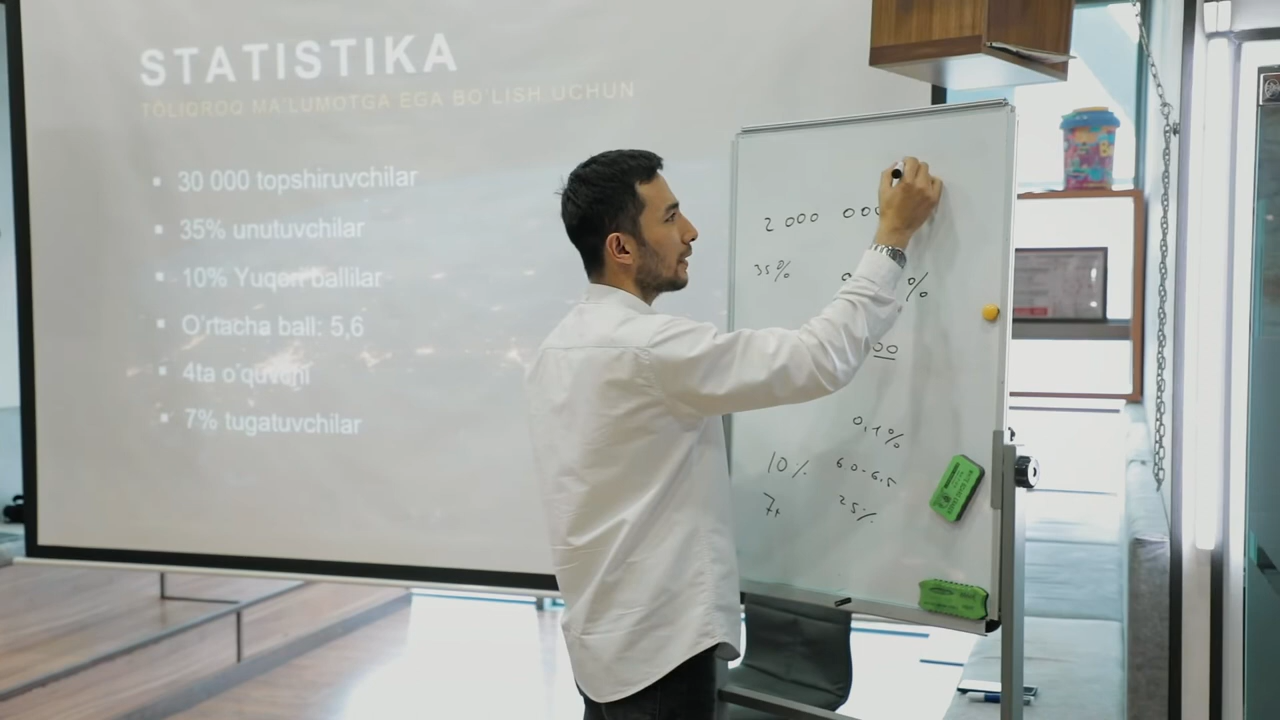 STATISTIKA
TO'LIQROQ MA'LUMOTGA EGA BO'LISH UCHUN
30 000 topshiruvchilar
35% unutuvchilar
10% Yuqori ballilar
O'rtacha ball: 5,6
4ta o'quvchi
7% tugatuvchilar
2 000 000
35%
%
00
0,1%
10% 6.0-6.5
7+ 25%